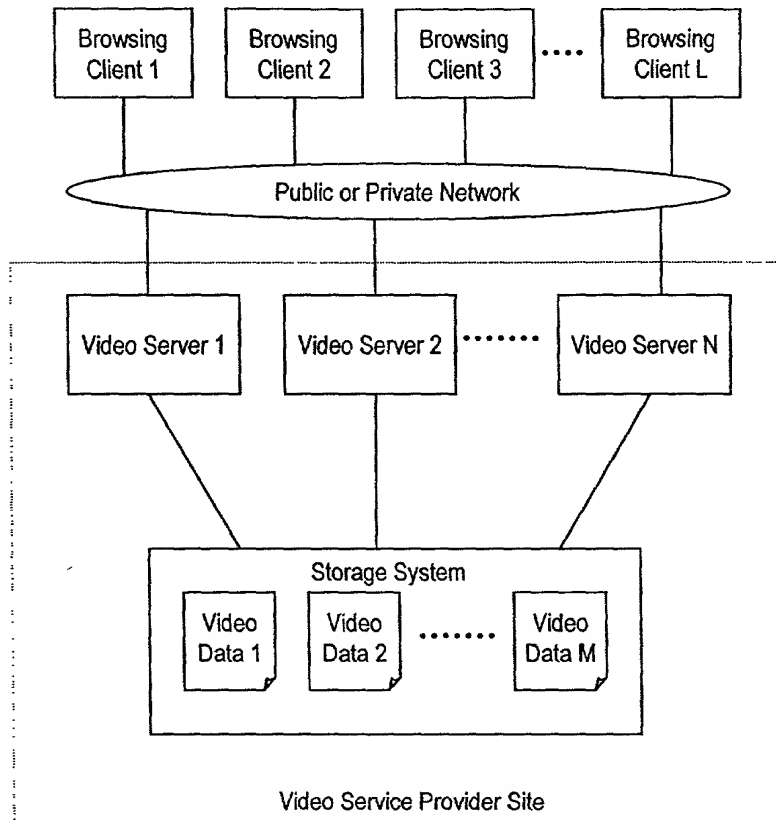 Browsing Client 1
Browsing Client 2
Browsing Client 3
Browsing Client L
Public or Private Network
Video Server 1
Video Server 2
Video Server N
Storage System
Video Data 1
Video Data 2
Video Data M
Video Service Provider Site